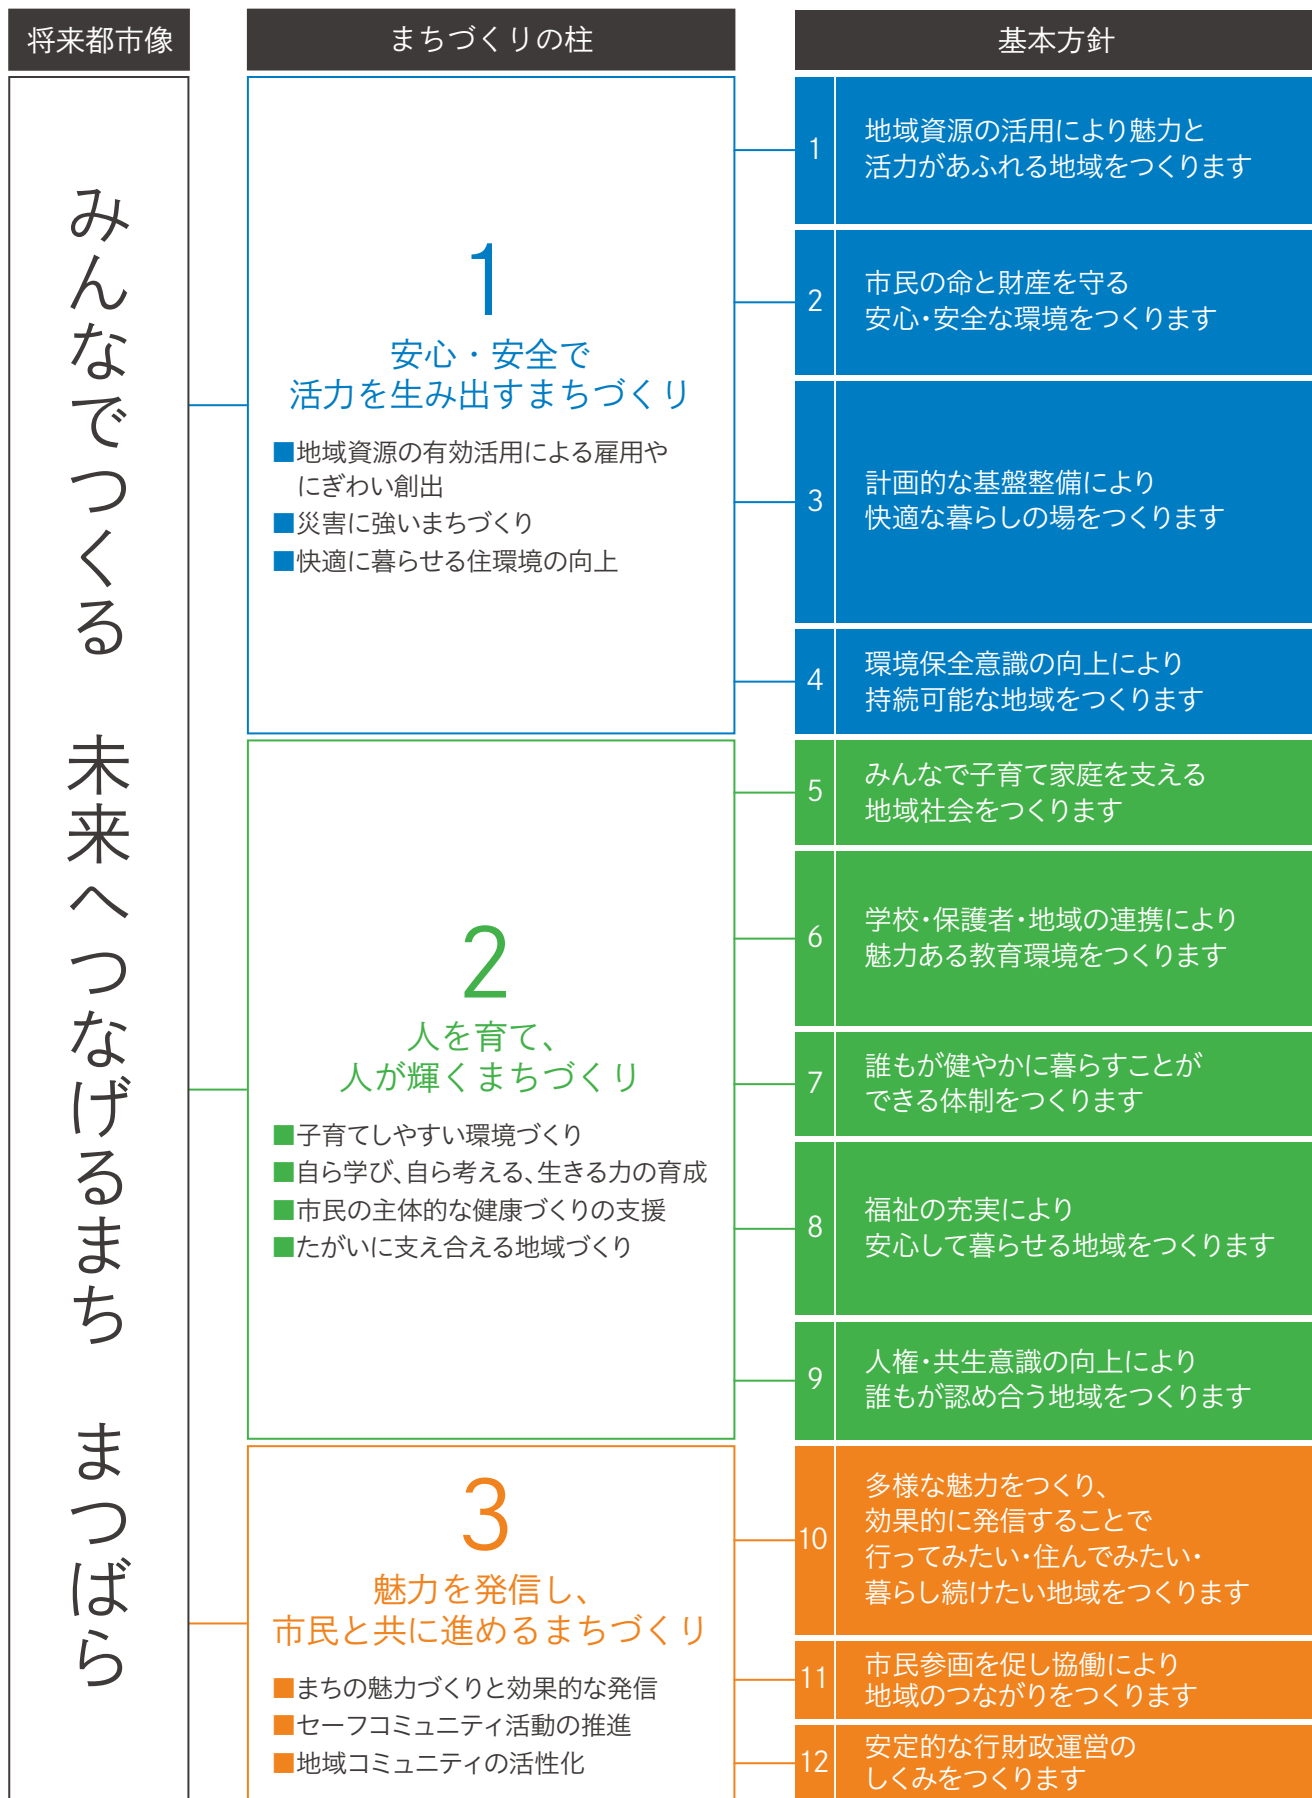 将来都市像
まちづくりの柱
基本方針
みんなでつくる　未来へつなげるまち　まつばら
1
安心・安全で
活力を生み出すまちづくり
■地域資源の有効活用による雇用や
にぎわい創出
■災害に強いまちづくり
■快適に暮らせる住環境の向上
1
地域資源の活用により魅力と
活力があふれる地域をつくります
2
市民の命と財産を守る
安心・安全な環境をつくります
3
計画的な基盤整備により
快適な暮らしの場をつくります
4
環境保全意識の向上により
持続可能な地域をつくります
2
人を育て、
人が輝くまちづくり
■子育てしやすい環境づくり
■自ら学び、自ら考える、生きる力の育成
■市民の主体的な健康づくりの支援
■たがいに支え合える地域づくり
5
みんなで子育て家庭を支える
地域社会をつくります
6
学校・保護者・地域の連携により
魅力ある教育環境をつくります
7
誰もが健やかに暮らすことが
できる体制をつくります
8
福祉の充実により
安心して暮らせる地域をつくります
9
人権・共生意識の向上により
誰もが認め合う地域をつくります
3
魅力を発信し、
市民と共に進めるまちづくり
■まちの魅力づくりと効果的な発信
■セーフコミュニティ活動の推進
■地域コミュニティの活性化
10
多様な魅力をつくり、
効果的に発信することで
行ってみたい・住んでみたい・
暮らし続けたい地域をつくります
11
市民参画を促し協働により
地域のつながりをつくります
12
安定的な行財政運営の
しくみをつくります